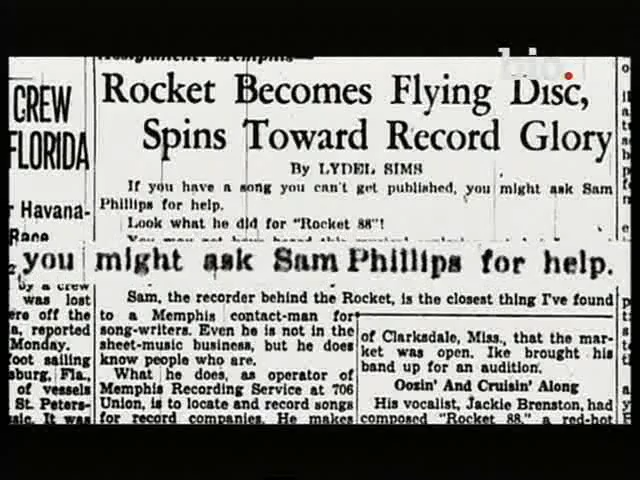 bio.
Assignment: Memphis—
Rocket Becomes Flying Disc,
Spins Toward Record Glory
By LYDEL SIMS
If you have a song you can't get published, you might ask Sam
Phillips for help.
Look what he did for "Rocket 88"!
you might ask Sam Phillips for help.
Sam, the recorder behind the Rocket, is the closest thing I've found
to a Memphis contact-man for
song-writers. Even he is not in the
sheet-music business, but he does
know people who are.
What he does, as operator of
Memphis Recording Service at 706
Union, is to locate and record songs
for record companies. He makes
of Clarksdale, Miss., that the mar-
ket was open. Ike brought his
band up for an audition.
Oozin' And Cruisin' Along
His vocalist, Jackie Brenston, had
composed "Rocket 88," a red-hot
CREW
FLORIDA
Havana-
Race
by a crew
was lost
ere off the
a, reported
Monday.
oot sailing
sburg, Fla.,
of vessels
St. Peters-
sic. It was